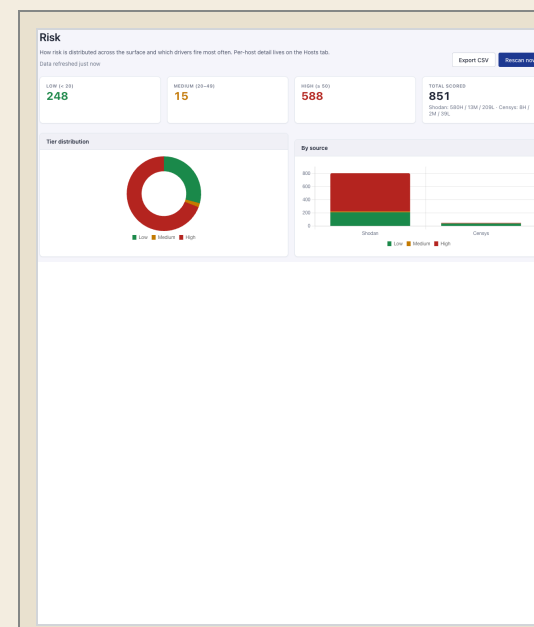 Risk
How risk is distributed across the surface and which drivers fire most often. Per-host detail lives on the Hosts tab.
Data refreshed just now
Export CSV
Rescan now
LOW (< 20)
248
MEDIUM (20–49)
15
HIGH (≥ 50)
588
TOTAL SCORED
851
Shodan: 580H / 13M / 209L · Censys: 8H /
2M / 39L
Tier distribution
Low Medium High
By source
800
600
400
200
0
Shodan Censys
Low Medium High